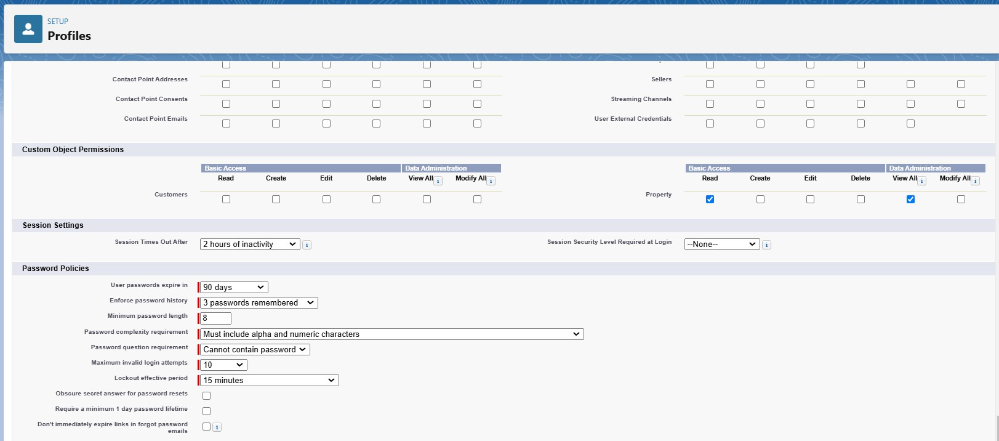 SETUP
Profiles
Contact Point Addresses
Sellers
Contact Point Consents
Streaming Channels
Contact Point Emails
User External Credentials
Custom Object Permissions
Basic Access Data Administration Basic Access Data Administration
Read Create Edit Delete View All i Modify All i Read Create Edit Delete View All i Modify All i
Customers
Property
Session Settings
Session Times Out After 2 hours of inactivity i
Session Security Level Required at Login --None-- i
Password Policies
User passwords expire in 90 days
Enforce password history 3 passwords remembered
Minimum password length 8
Password complexity requirement Must include alpha and numeric characters
Password question requirement Cannot contain password
Maximum invalid login attempts 10
Lockout effective period 15 minutes
Obscure secret answer for password resets
Require a minimum 1 day password lifetime
Don't immediately expire links in forgot password
emails i